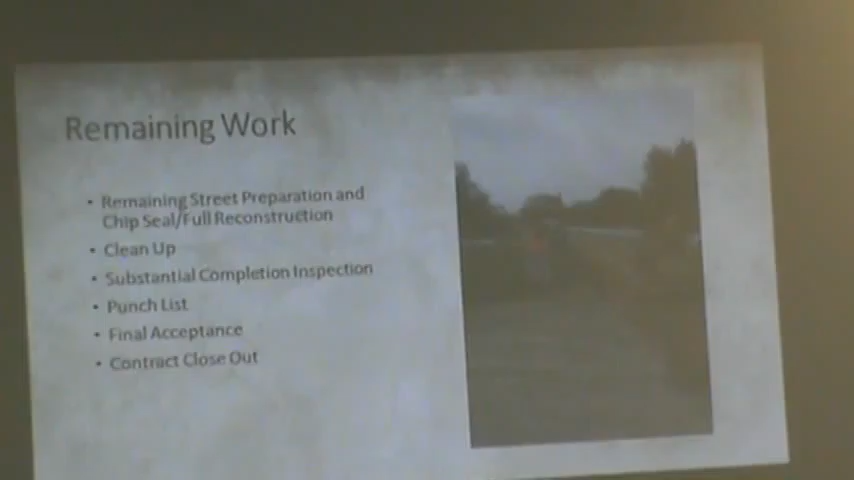 Remaining Work
• Remaining Street Preparation and
Chip Seal/Full Reconstruction
• Clean Up
• Substantial Completion Inspection
• Punch List
• Final Acceptance
• Contract Close Out